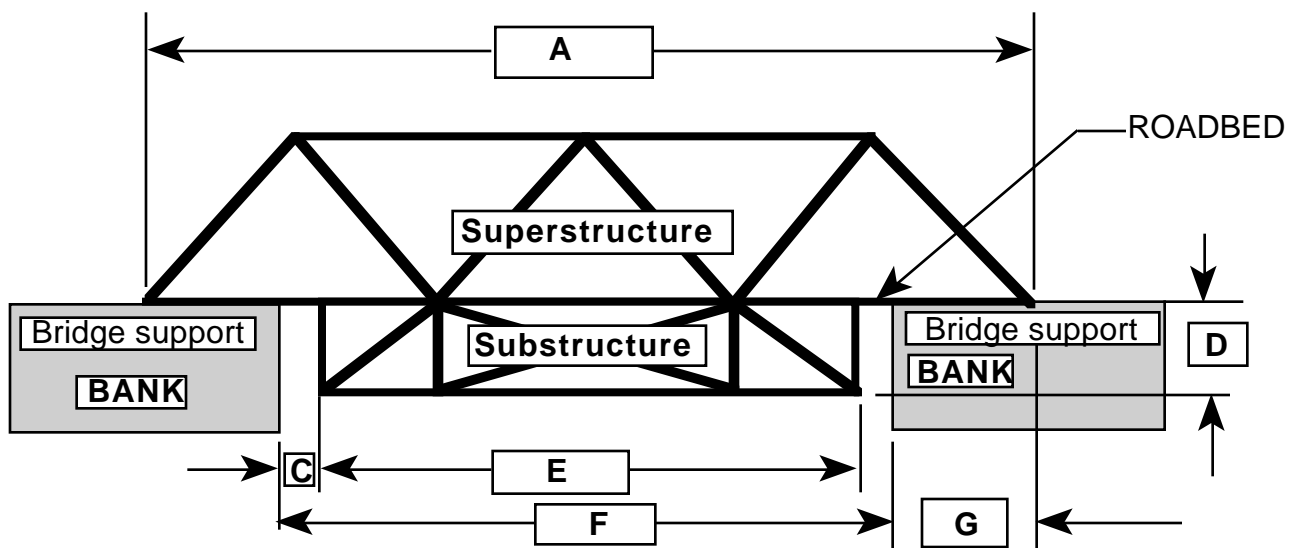 A
ROADBED
Superstructure
Bridge support
Substructure
Bridge support
D
BANK
BANK
C
E
F
G